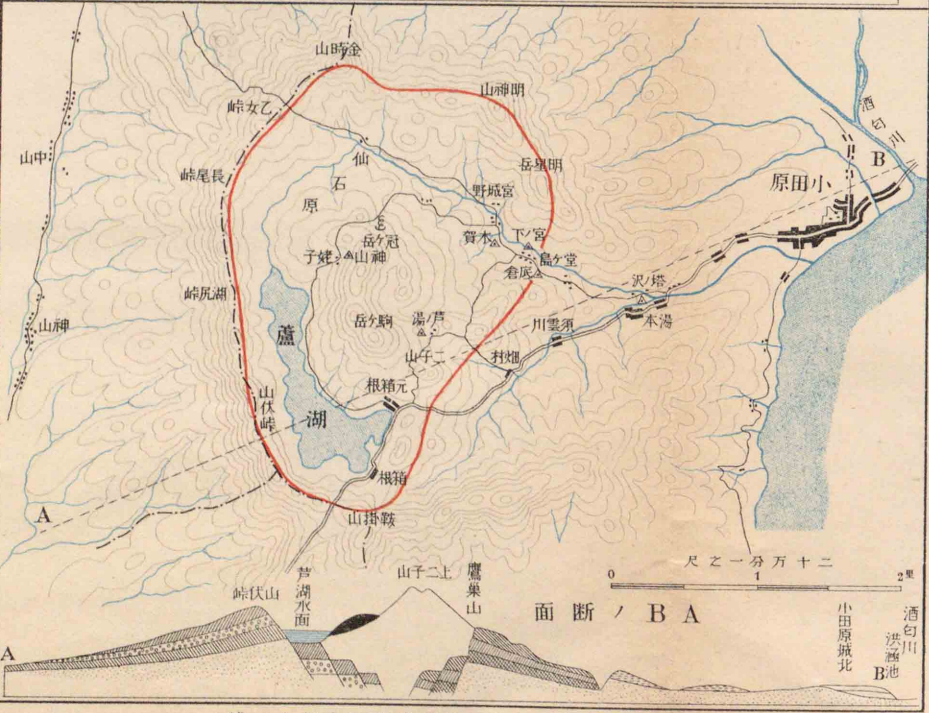 山時金
山神明
峠女乙
酒匂川
山中
仙
岳星明
B
峠尾長
石
野城宮
原田小
原
岳ケ冠
賀木
下ノ宮
子姥
山神
島ケ堂
倉底
峠尻湖
沢ノ塔
蘆
山神
岳ケ駒
湯ノ芦
川雲須
本湯
山子二
村畑
根箱元
山伏峠
湖
根箱
A
山掛鞍
尺之一分万十二
0
1
2里
峠伏山
芦湖水面
山子二上
鷹巣山
面断ノBA
小田原城北
酒匂川
洪涵池
A
B